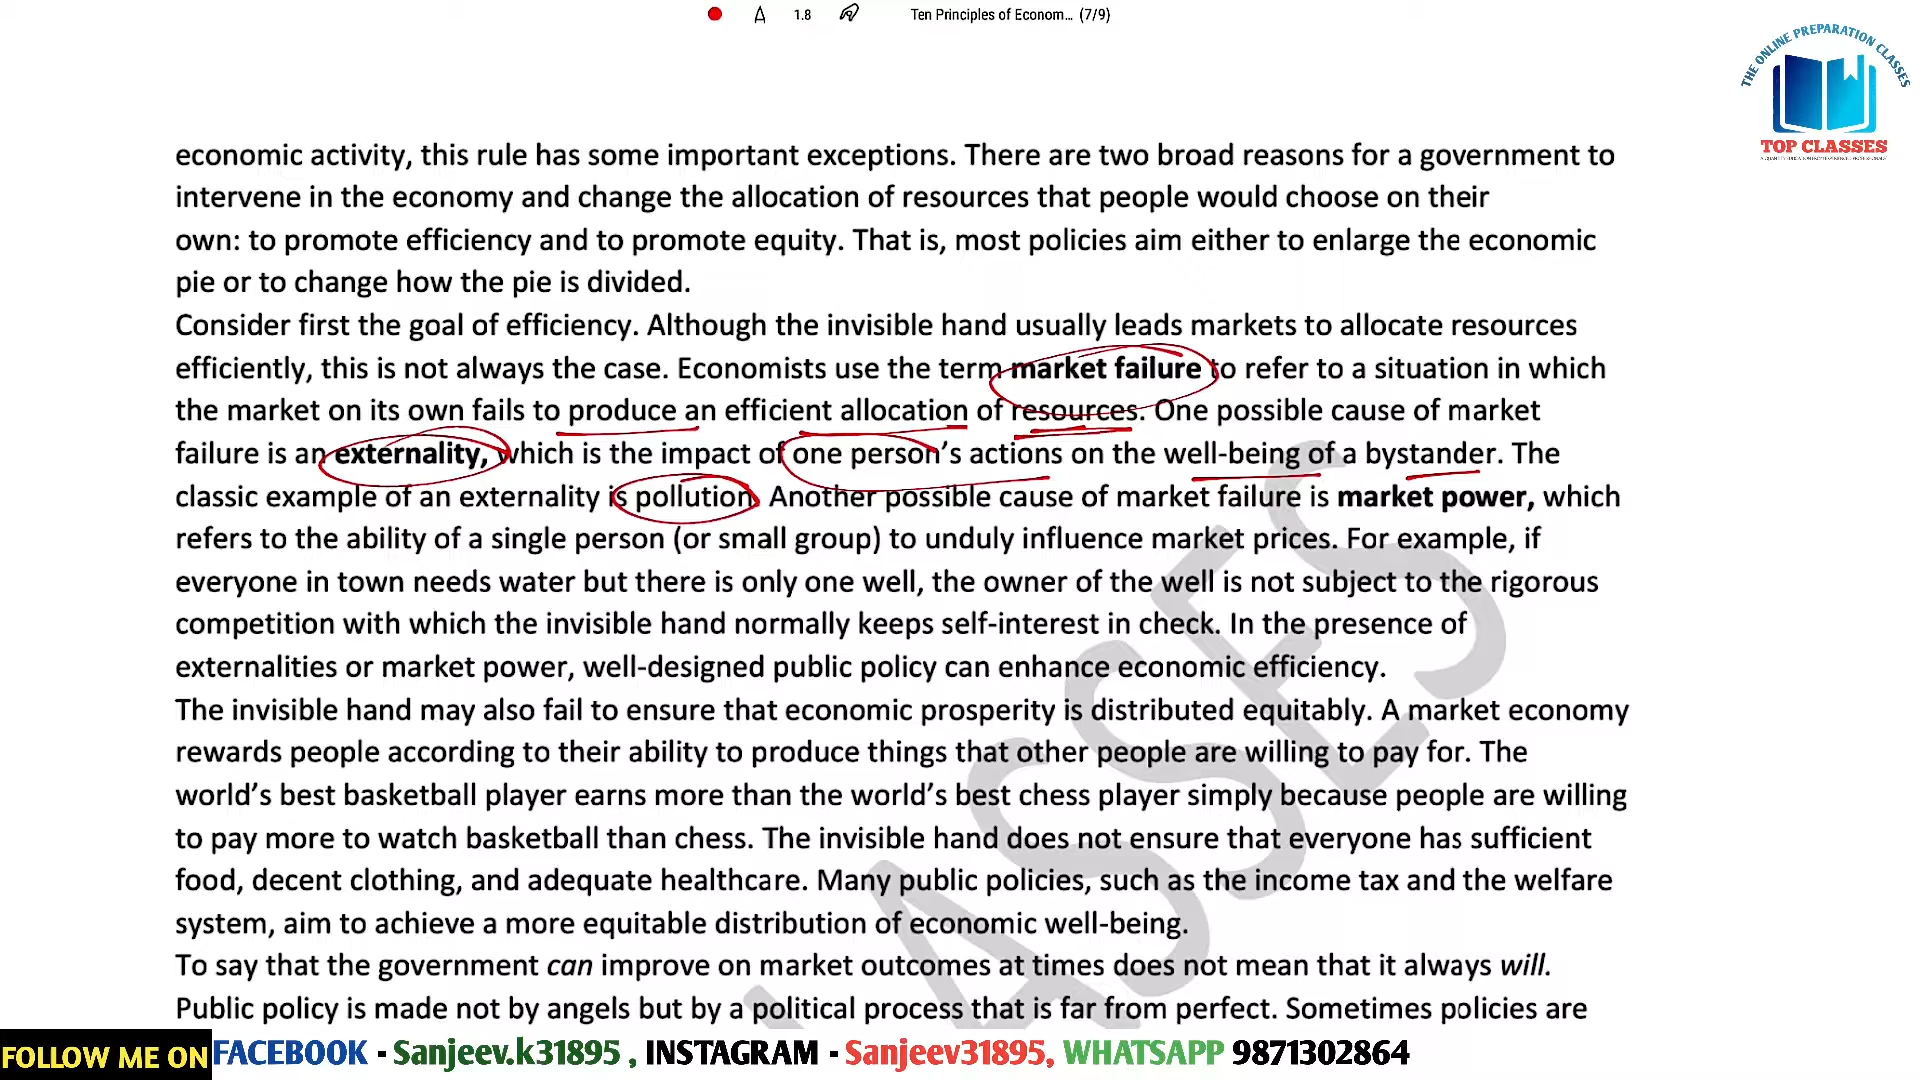 1.8 Ten Principles of Econom... (7/9)
THE ONLINE PREPARATION CLASSES
TOP CLASSES
economic activity, this rule has some important exceptions. There are two broad reasons for a government to
intervene in the economy and change the allocation of resources that people would choose on their
own: to promote efficiency and to promote equity. That is, most policies aim either to enlarge the economic
pie or to change how the pie is divided.
Consider first the goal of efficiency. Although the invisible hand usually leads markets to allocate resources
efficiently, this is not always the case. Economists use the term market failure to refer to a situation in which
the market on its own fails to produce an efficient allocation of resources. One possible cause of market
failure is an externality, which is the impact of one person’s actions on the well-being of a bystander. The
classic example of an externality is pollution. Another possible cause of market failure is market power, which
refers to the ability of a single person (or small group) to unduly influence market prices. For example, if
everyone in town needs water but there is only one well, the owner of the well is not subject to the rigorous
competition with which the invisible hand normally keeps self-interest in check. In the presence of
externalities or market power, well-designed public policy can enhance economic efficiency.
The invisible hand may also fail to ensure that economic prosperity is distributed equitably. A market economy
rewards people according to their ability to produce things that other people are willing to pay for. The
world’s best basketball player earns more than the world’s best chess player simply because people are willing
to pay more to watch basketball than chess. The invisible hand does not ensure that everyone has sufficient
food, decent clothing, and adequate healthcare. Many public policies, such as the income tax and the welfare
system, aim to achieve a more equitable distribution of economic well-being.
To say that the government can improve on market outcomes at times does not mean that it always will.
Public policy is made not by angels but by a political process that is far from perfect. Sometimes policies are
LASSES
FOLLOW ME ON FACEBOOK - Sanjeev.k31895 , INSTAGRAM - Sanjeev31895, WHATSAPP 9871302864